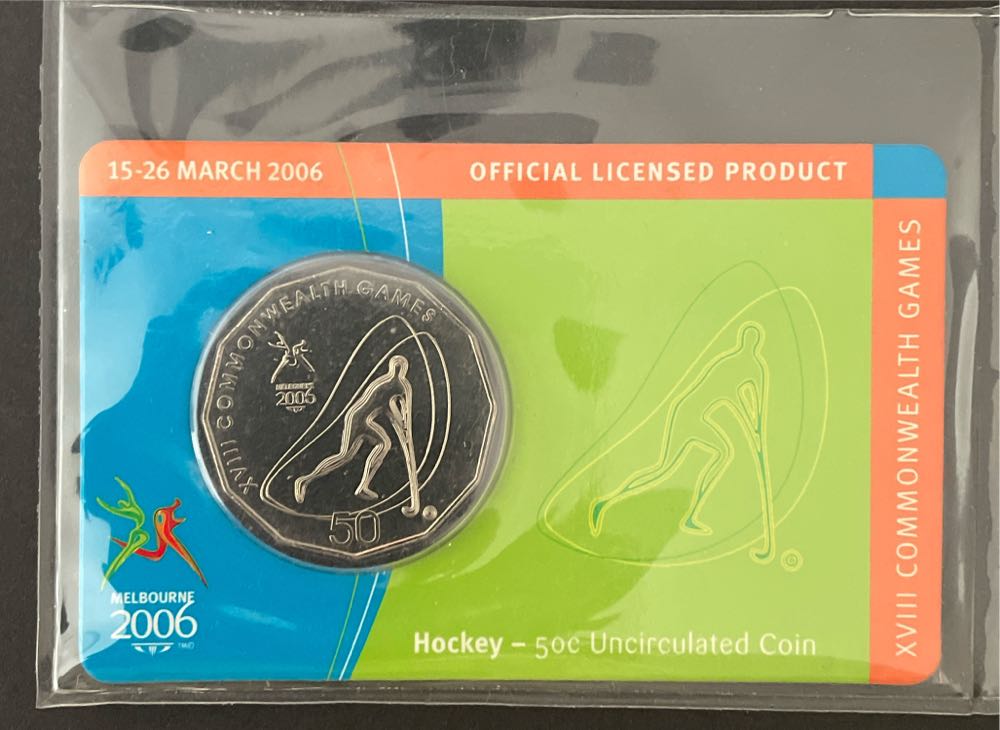 15-26 MARCH 2006
OFFICIAL LICENSED PRODUCT
XVIII COMMONWEALTH GAMES
XVIII COMMONWEALTH GAMES
MELBOURNE
2006
50
MELBOURNE
2006
TM©
Hockey – 50c Uncirculated Coin